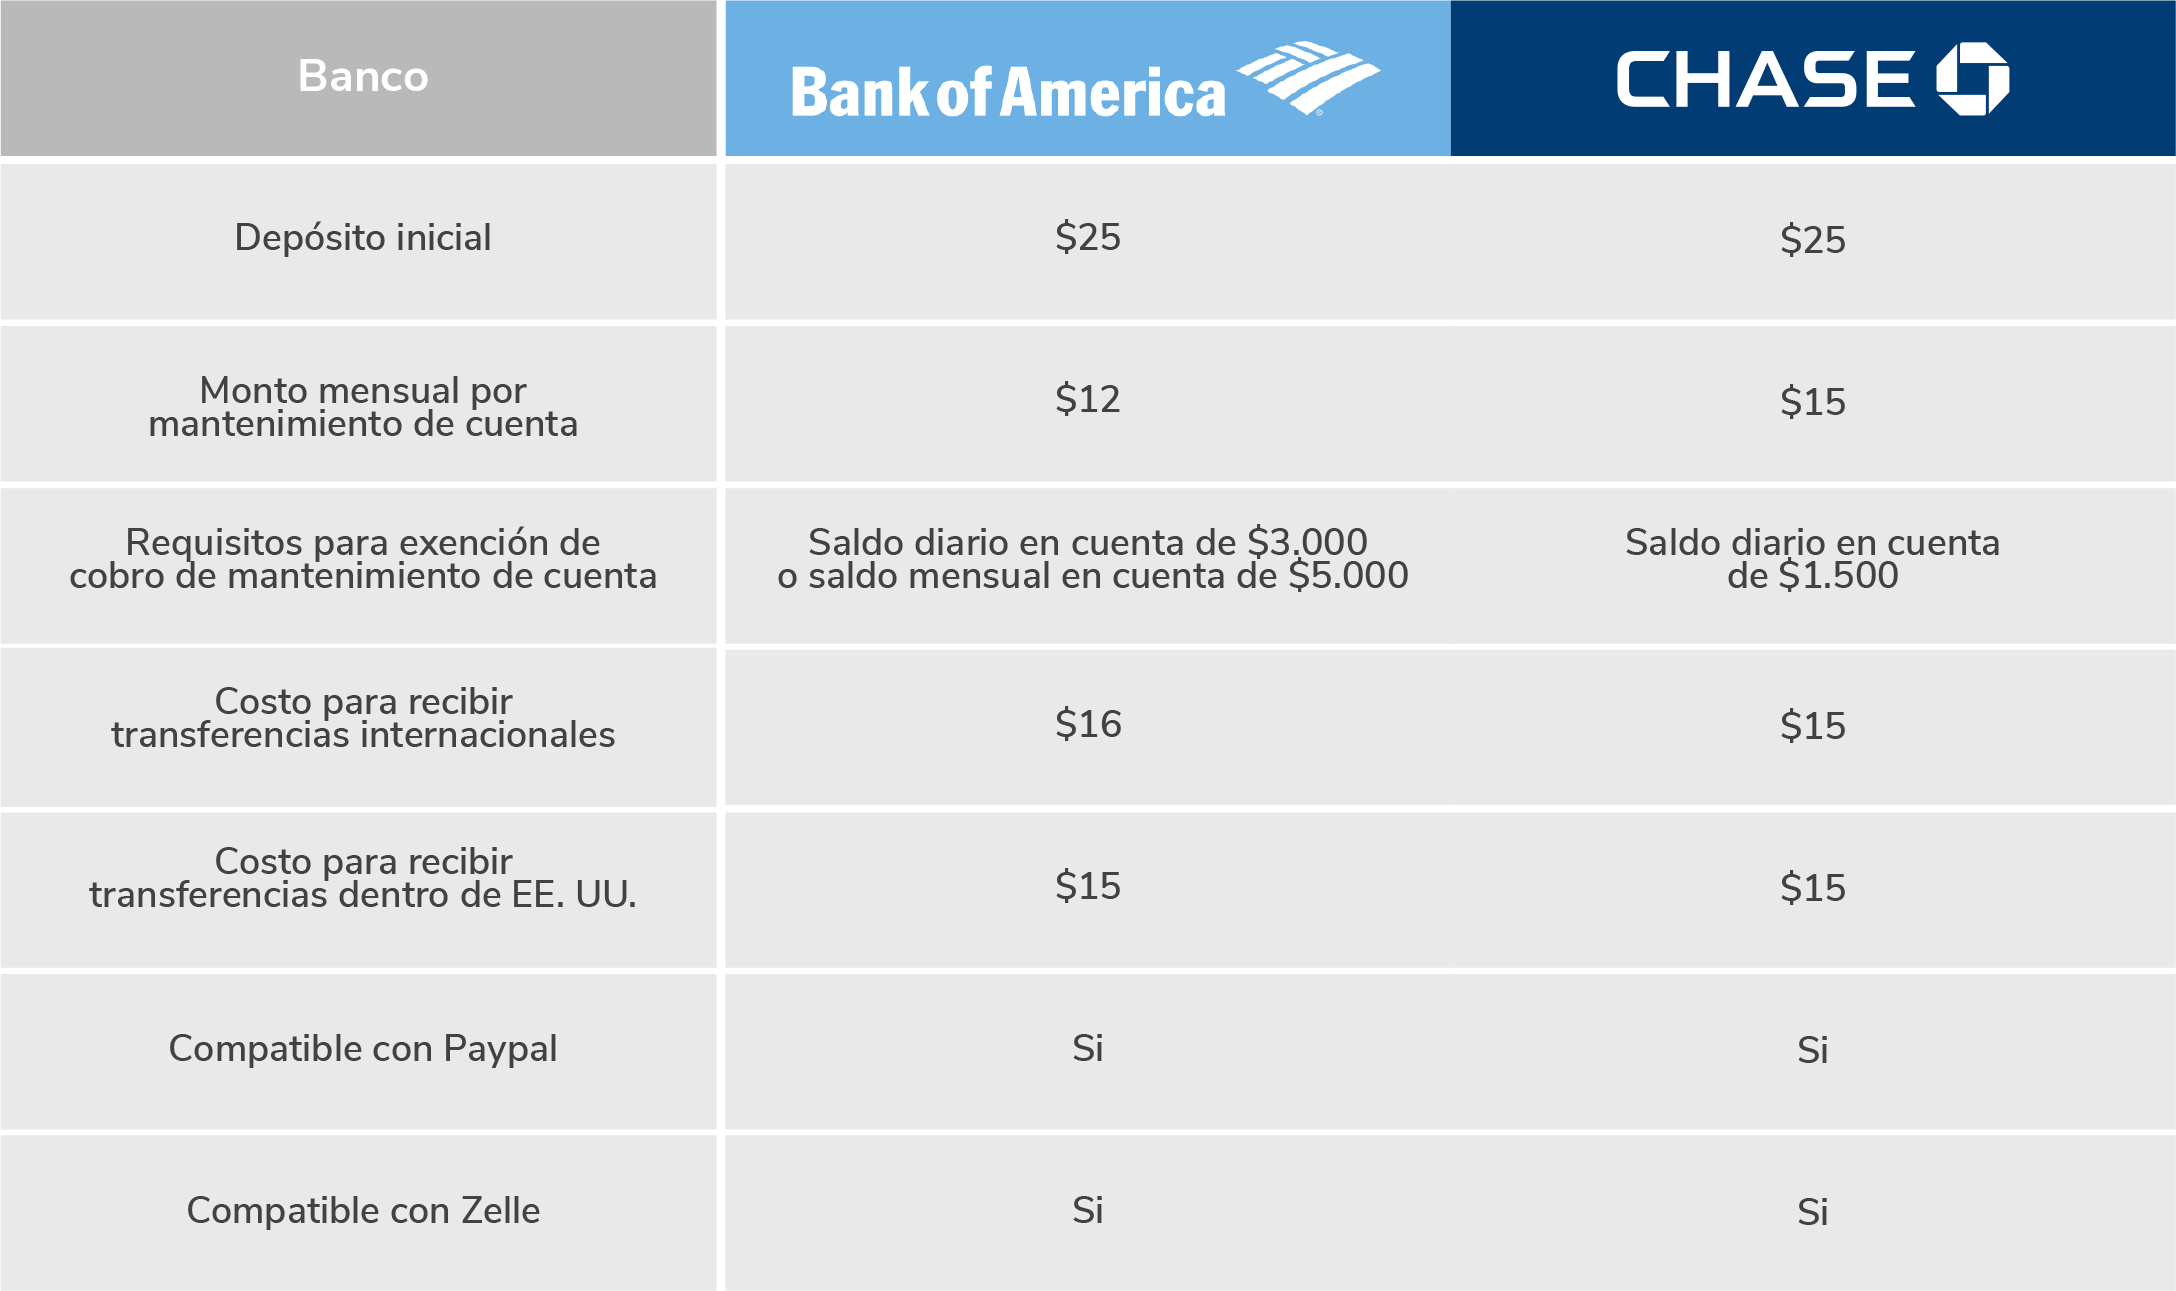 Banco
Bank of America
CHASE
Depósito inicial
$25
$25
Monto mensual por
mantenimiento de cuenta
$12
$15
Requisitos para exención de
cobro de mantenimiento de cuenta
Saldo diario en cuenta de $3.000
o saldo mensual en cuenta de $5.000
Saldo diario en cuenta
de $1.500
Costo para recibir
transferencias internacionales
$16
$15
Costo para recibir
transferencias dentro de EE. UU.
$15
$15
Compatible con Paypal
Si
Si
Compatible con Zelle
Si
Si